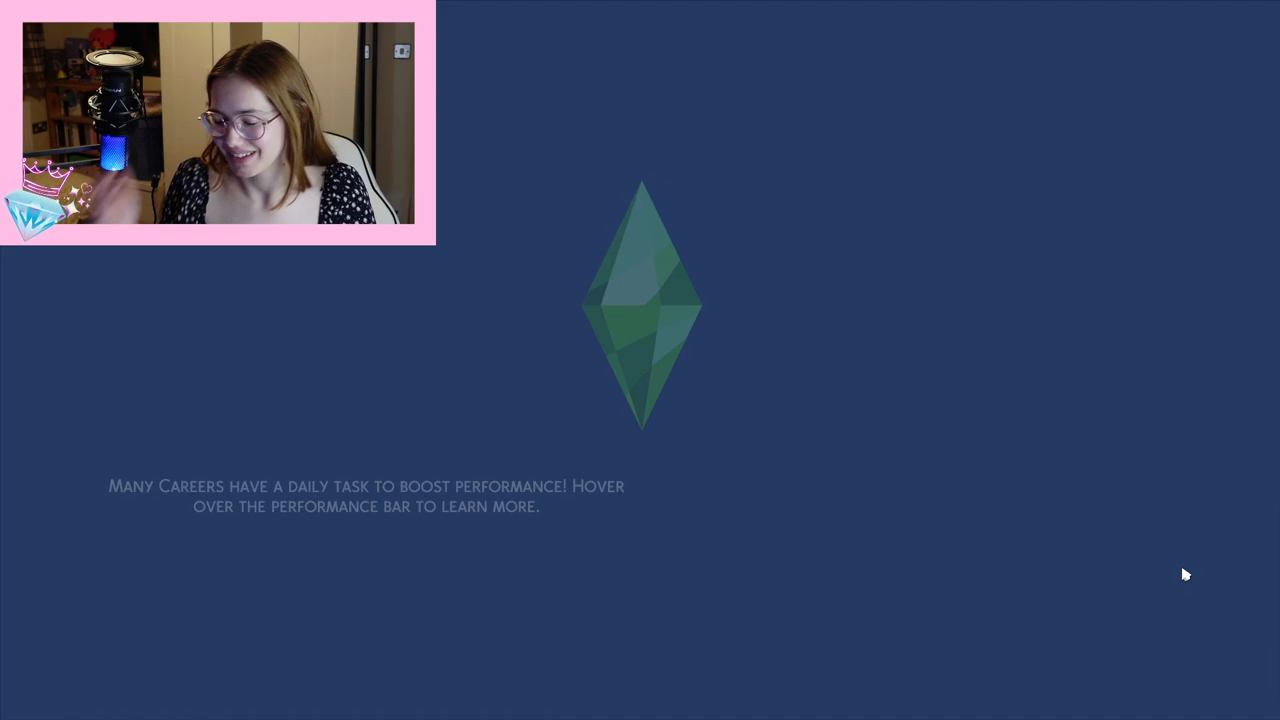 Many Careers have a daily task to boost performance! Hover
over the performance bar to learn more.